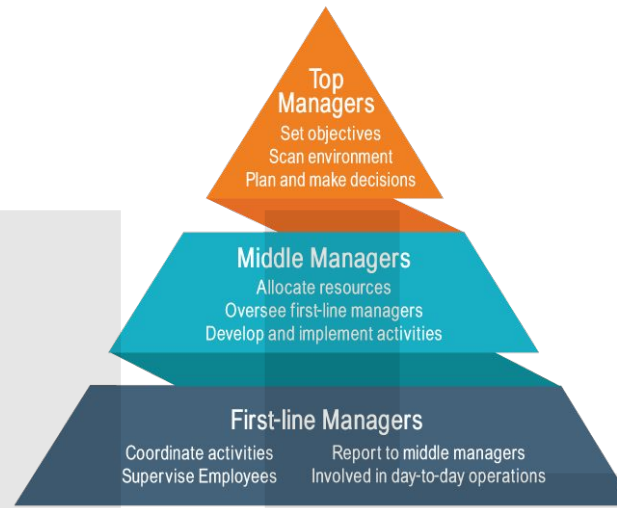 Top
Managers
Set objectives
Scan environment
Plan and make decisions
Middle Managers
Allocate resources
Oversee first-line managers
Develop and implement activities
First-line Managers
Coordinate activities
Supervise Employees
Report to middle managers
Involved in day-to-day operations